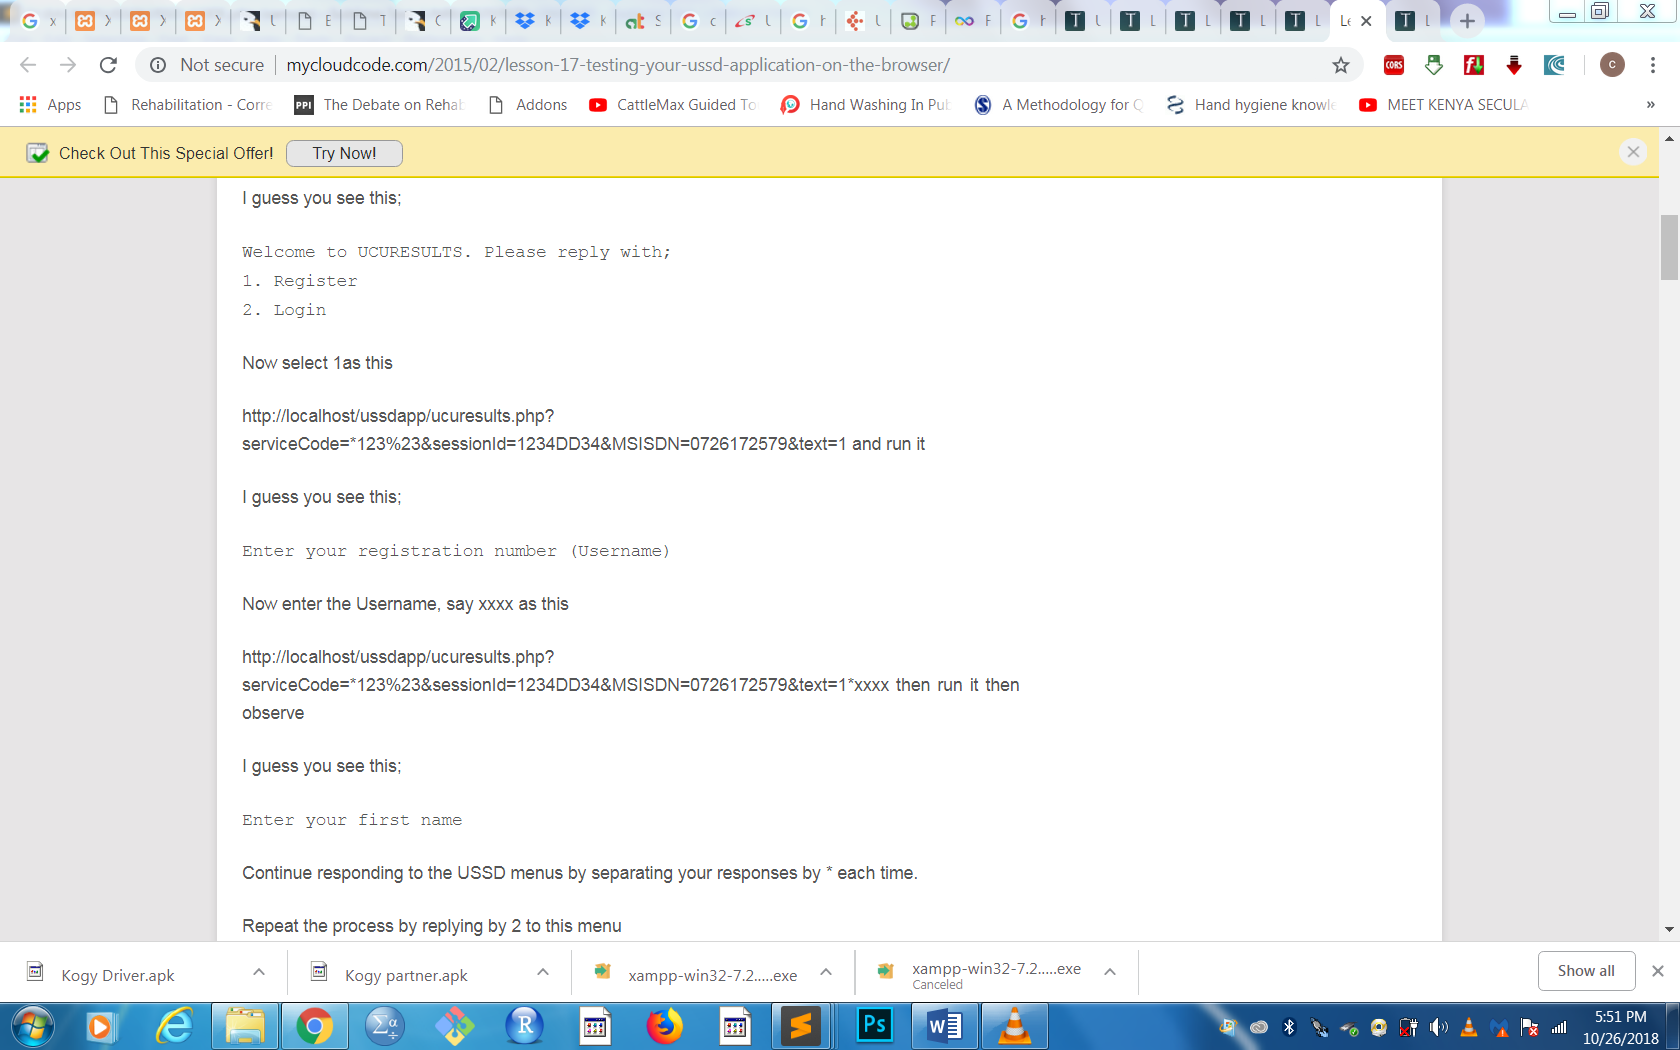 Not secure
mycloudcode.com/2015/02/lesson-17-testing-your-ussd-application-on-the-browser/
Apps
Rehabilitation - Corre
PPI
The Debate on Rehab
Addons
CattleMax Guided To
Hand Washing In Pub
A Methodology for Q
Hand hygiene knowle
MEET KENYA SECULA
»
Check Out This Special Offer!
Try Now!
I guess you see this;
Welcome to UCURESULTS. Please reply with;
1. Register
2. Login
Now select 1as this
http://localhost/ussdapp/ucuresults.php?
serviceCode=*123%23&sessionId=1234DD34&MSISDN=0726172579&text=1 and run it
I guess you see this;
Enter your registration number (Username)
Now enter the Username, say xxxx as this
http://localhost/ussdapp/ucuresults.php?
serviceCode=*123%23&sessionId=1234DD34&MSISDN=0726172579&text=1*xxxx then run it then
observe
I guess you see this;
Enter your first name
Continue responding to the USSD menus by separating your responses by * each time.
Repeat the process by replying by 2 to this menu
Kogy Driver.apk
Kogy partner.apk
xampp-win32-7.2.....exe
xampp-win32-7.2.....exe
Canceled
Show all
5:51 PM
10/26/2018